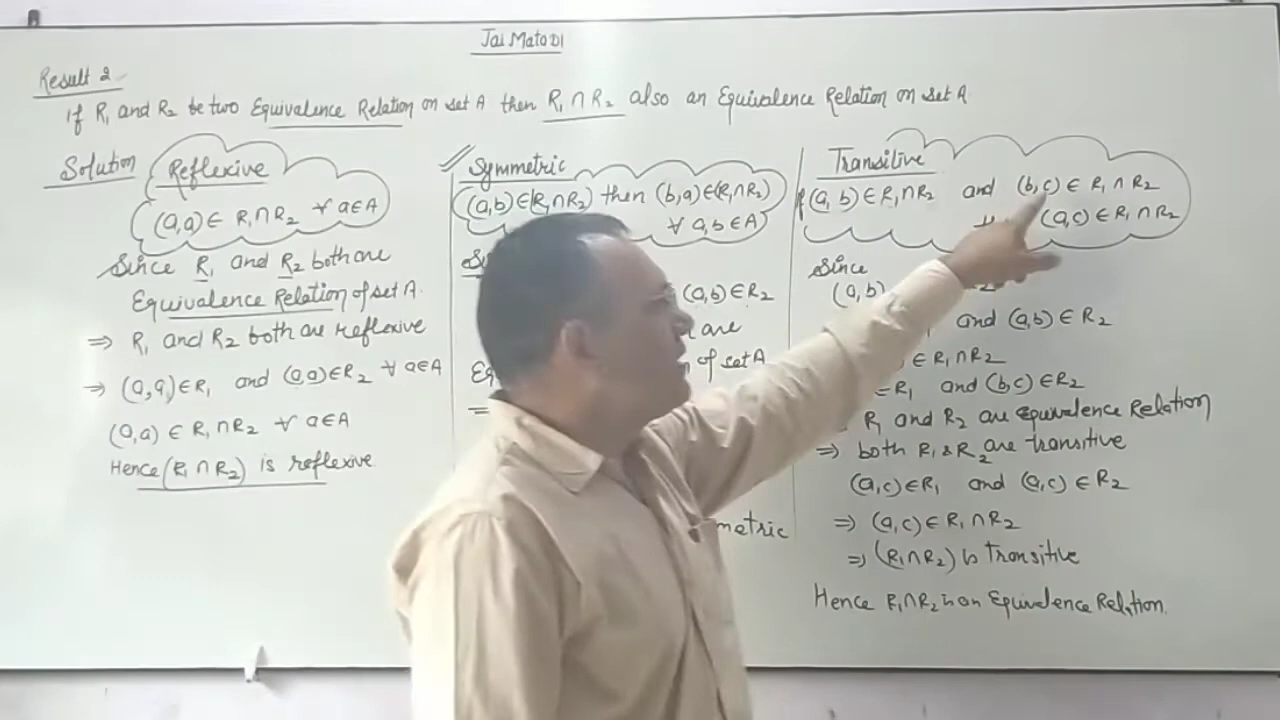 Jai Mata DI
Result 2
If R₁ and R₂ be two Equivalence Relation on set A then R₁ ∩ R₂ also an Equivalence Relation on set A
Solution
Reflexive
(a,a) ∈ R₁∩R₂ ∀ a∈A
Since R₁ and R₂ both are
Equivalence Relation of set A.
⇒ R₁ and R₂ both are reflexive
⇒ (a,a) ∈ R₁ and (a,a) ∈ R₂ ∀ a∈A
(a,a) ∈ R₁∩R₂ ∀ a∈A
Hence (R₁ ∩ R₂) is reflexive
Symmetric
(a,b)∈(R₁∩R₂) then (b,a)∈(R₁∩R₂)
∀ a,b∈A)
(a,b) ∈ R₂
are
of set A
=
metric
Transitive
(a, b) ∈ R₁∩R₂ and (b,c) ∈ R₁ ∩ R₂
(a,c) ∈ R₁ ∩ R₂
Since
(a,b)
and (a,b) ∈ R₂
∈ R₁∩R₂
R₁ and (b,c) ∈ R₂
R₁ and R₂ are Equivalence Relation
⇒ both R₁ & R₂ are transitive
(a,c) ∈ R₁ and (a,c) ∈ R₂
⇒ (a,c) ∈ R₁∩R₂
⇒ (R₁∩R₂) is transitive
Hence R₁∩R₂ is an Equivalence Relation.